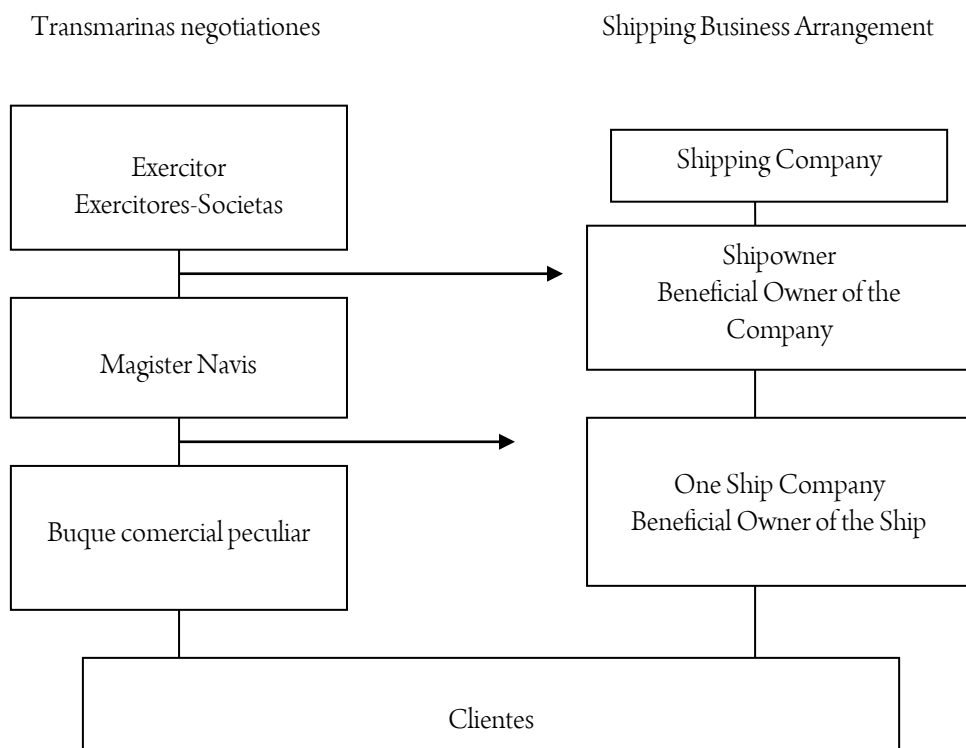 Transmarinas negotiationes
Shipping Business Arrangement
Exercitor
Exercitores-Societas
Shipping Company
Shipowner
Beneficial Owner of the
Company
Magister Navis
One Ship Company
Beneficial Owner of the Ship
Buque comercial peculiar
Clientes